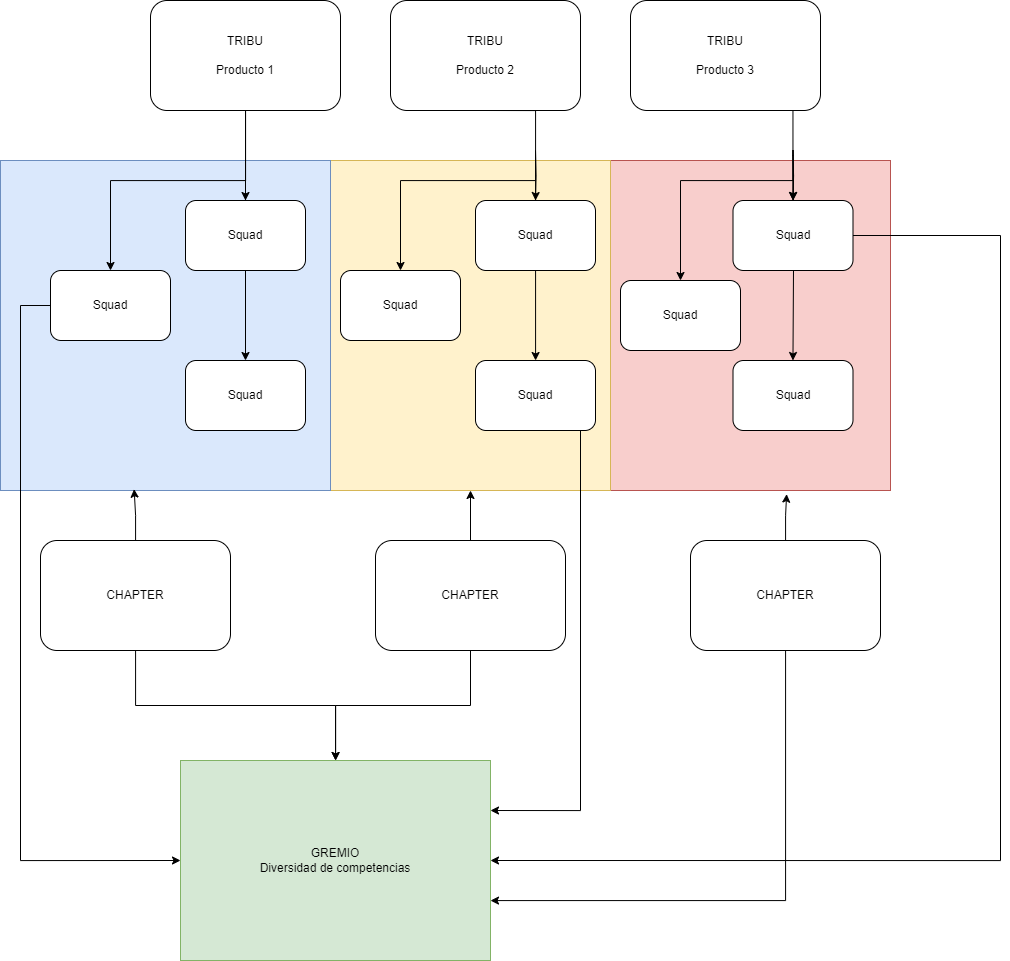 TRIBU
Producto 1
TRIBU
Producto 2
TRIBU
Producto 3
Squad
Squad
Squad
Squad
Squad
Squad
Squad
Squad
Squad
CHAPTER
CHAPTER
CHAPTER
GREMIO
Diversidad de competencias